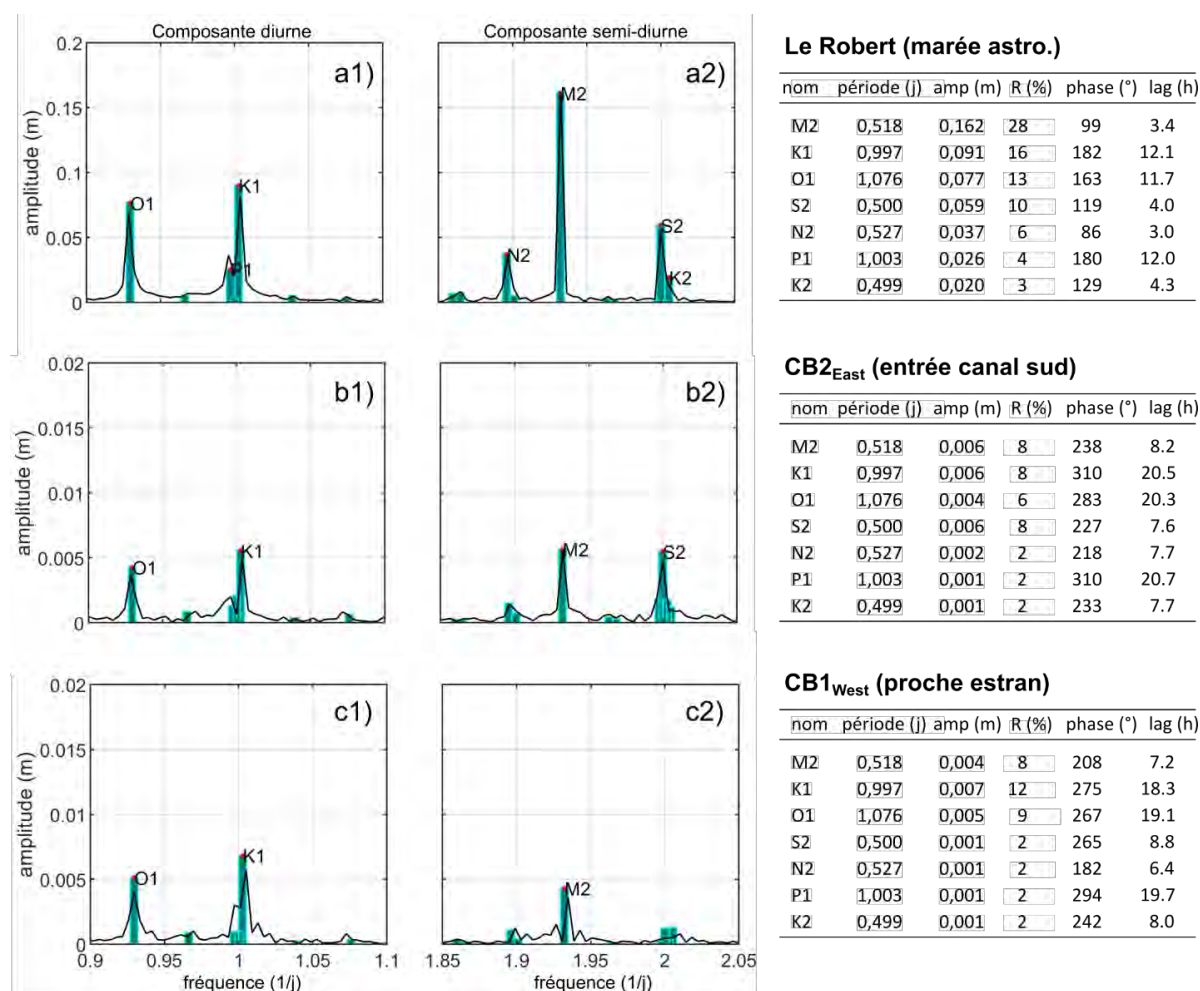 Composante diurne
Composante semi-diurne
0.2
0.15
0.1
0.05
0
amplitude (m)
a1)
O1
K1
P1
a2)
M2
N2
S2
K2
Le Robert (marée astro.)
nom période (j) amp (m) R (%) phase (°) lag (h)
M2 0,518 0,162 28 99 3.4
K1 0,997 0,091 16 182 12.1
O1 1,076 0,077 13 163 11.7
S2 0,500 0,059 10 119 4.0
N2 0,527 0,037 6 86 3.0
P1 1,003 0,026 4 180 12.0
K2 0,499 0,020 3 129 4.3
0.02
0.015
0.01
0.005
0
amplitude (m)
b1)
O1
K1
b2)
M2
S2
CB2East (entrée canal sud)
nom période (j) amp (m) R (%) phase (°) lag (h)
M2 0,518 0,006 8 238 8.2
K1 0,997 0,006 8 310 20.5
O1 1,076 0,004 6 283 20.3
S2 0,500 0,006 8 227 7.6
N2 0,527 0,002 2 218 7.7
P1 1,003 0,001 2 310 20.7
K2 0,499 0,001 2 233 7.7
0.02
0.015
0.01
0.005
0
amplitude (m)
c1)
O1
K1
0.9 0.95 1 1.05 1.1
fréquence (1/j)
c2)
M2
1.85 1.9 1.95 2 2.05
fréquence (1/j)
CB1West (proche estran)
nom période (j) amp (m) R (%) phase (°) lag (h)
M2 0,518 0,004 8 208 7.2
K1 0,997 0,007 12 275 18.3
O1 1,076 0,005 9 267 19.1
S2 0,500 0,001 2 265 8.8
N2 0,527 0,001 2 182 6.4
P1 1,003 0,001 2 294 19.7
K2 0,499 0,001 2 242 8.0